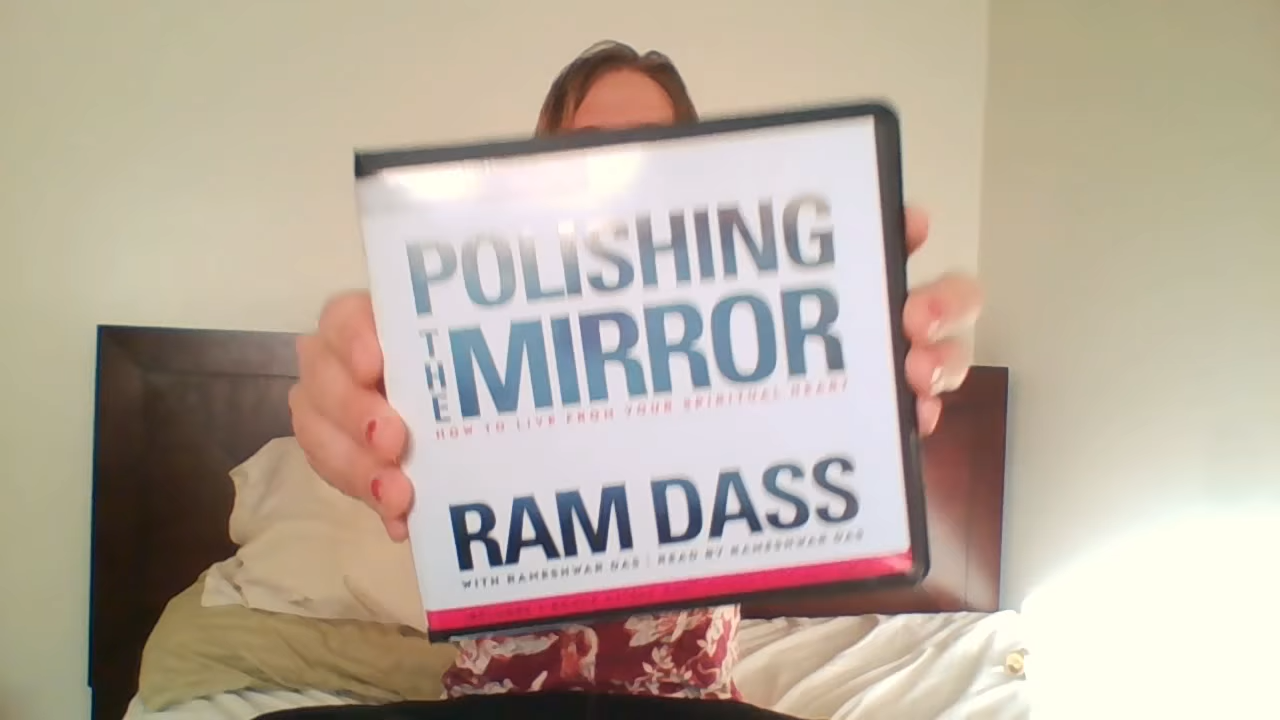 POLISHING
THE MIRROR
HOW TO LIVE FROM YOUR SPIRITUAL HEART
RAM DASS
WITH RAMESHWAR DAS | READ BY RAMESHWAR DAS